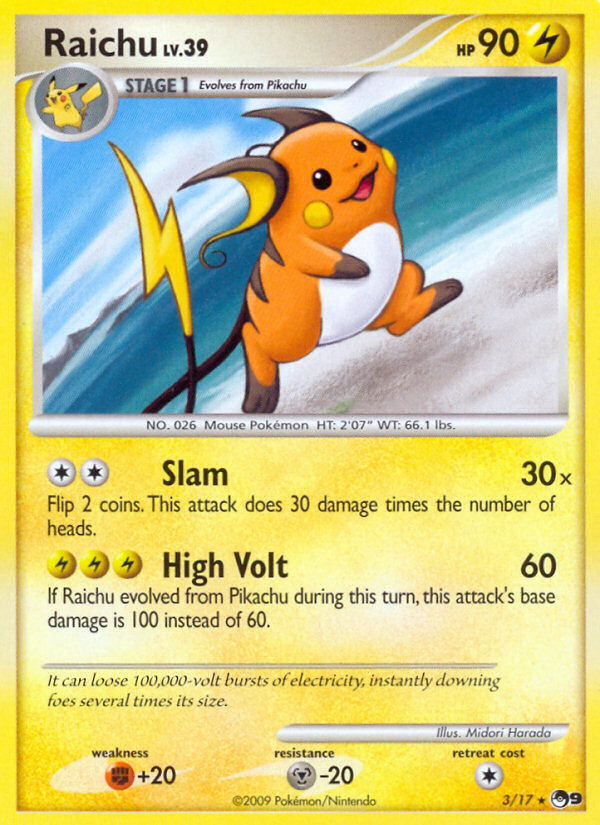 Raichu LV.39 HP 90
STAGE 1 Evolves from Pikachu
NO. 026 Mouse Pokémon HT: 2'07" WT: 66.1 lbs.
Slam 30x
Flip 2 coins. This attack does 30 damage times the number of
heads.
High Volt 60
If Raichu evolved from Pikachu during this turn, this attack's base
damage is 100 instead of 60.
It can loose 100,000-volt bursts of electricity, instantly downing
foes several times its size.
Illus. Midori Harada
weakness resistance retreat cost
+20 -20
©2009 Pokémon/Nintendo 3/17 ★ 9